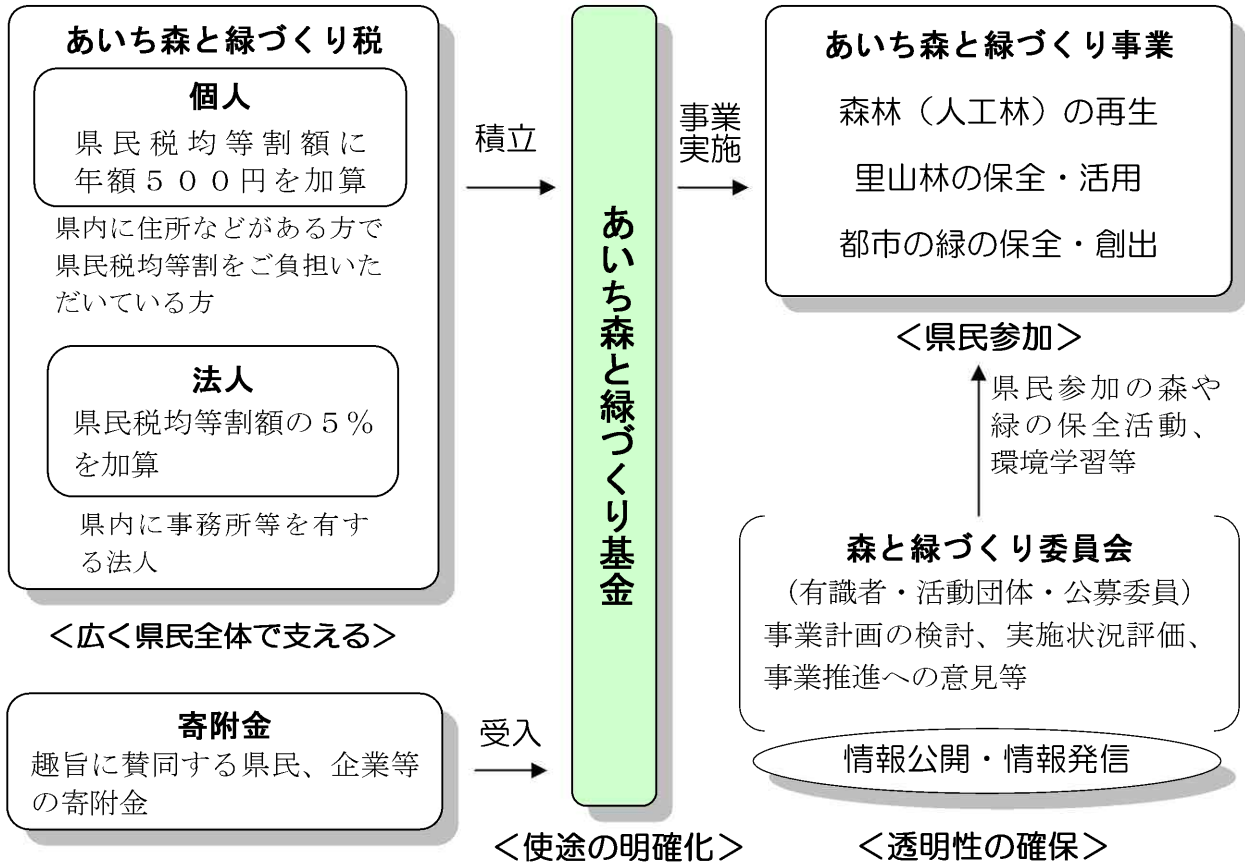 あいち森と緑づくり税
個人
県民税均等割額に
年額５００円を加算
県内に住所などがある方で
県民税均等割をご負担いた
だいている方
法人
県民税均等割額の５％
を加算
県内に事務所等を有す
る法人
＜広く県民全体で支える＞
寄附金
趣旨に賛同する県民、企業等
の寄附金
積立
受入
あいち森と緑づくり基金
＜使途の明確化＞
事業
実施
あいち森と緑づくり事業
森林（人工林）の再生
里山林の保全・活用
都市の緑の保全・創出
＜県民参加＞
県民参加の森や
緑の保全活動、
環境学習等
森と緑づくり委員会
（有識者・活動団体・公募委員）
事業計画の検討、実施状況評価、
事業推進への意見等
情報公開・情報発信
＜透明性の確保＞